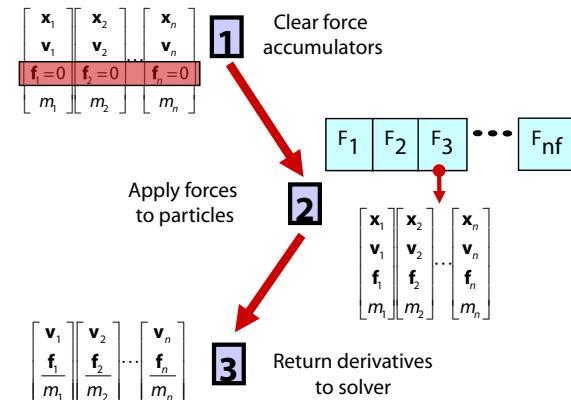 x1 x2 xn
v1 v2 ... vn
f1 = 0 f2 = 0 fn = 0
m1 m2 mn
1
Clear force
accumulators
F1 F2 F3 •••• Fnf
Apply forces
to particles
2
x1 x2 xn
v1 v2 vn
f1 f2 ... fn
m1 m2 mn
v1 v2 vn
f1 f2 ... fn
m1 m2 mn
3
Return derivatives
to solver